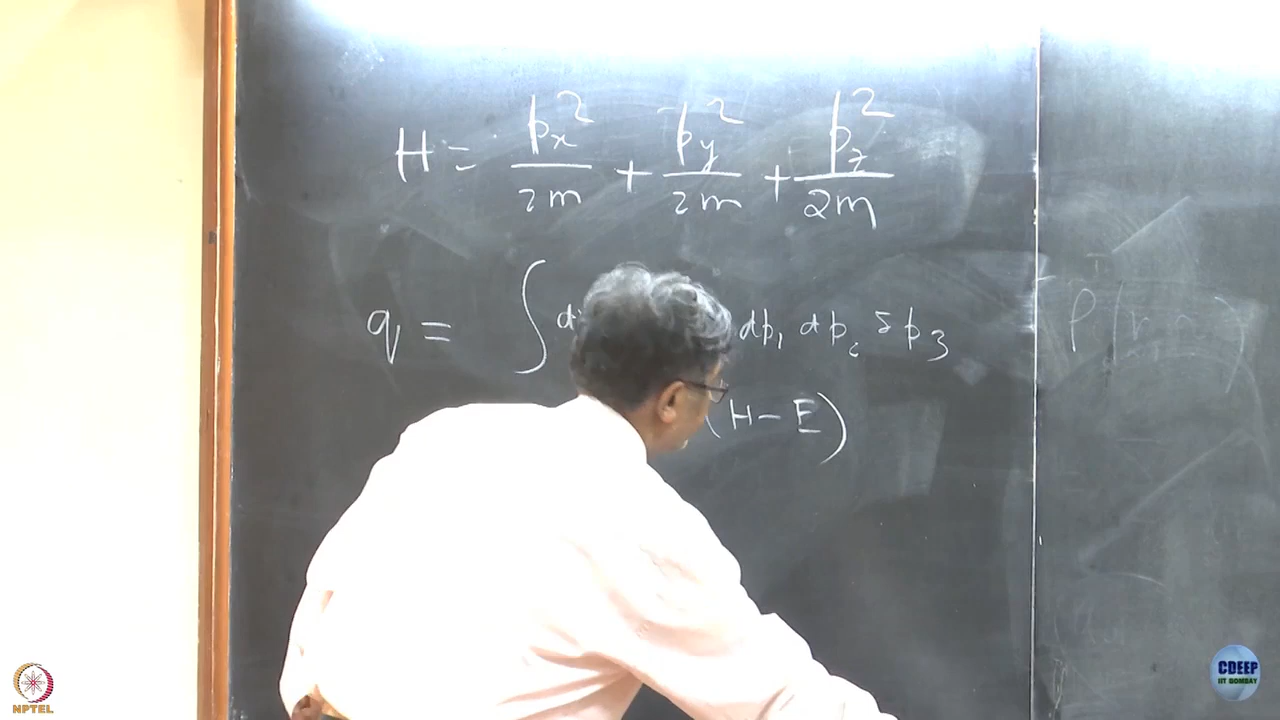 H = px²/2m + py²/2m + pz²/2m
q = ∫ d dp₁ dp₂ δp₃
(H - E)
NPTEL
CDEEP
IIT BOMBAY